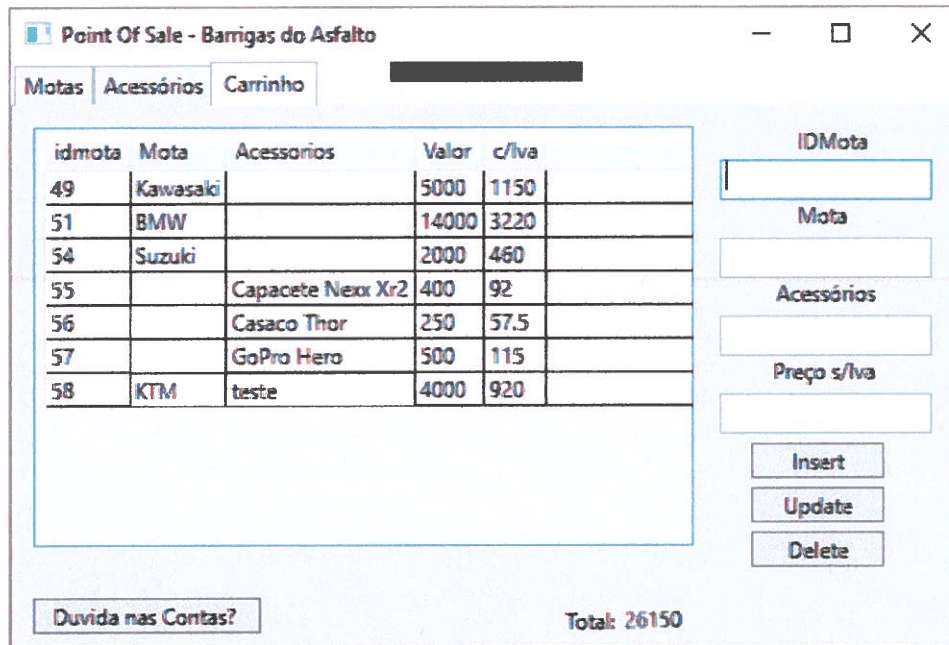 Point Of Sale - Barrigas do Asfalto
Motas Acessórios Carrinho
idmota Mota Acessorios Valor c/Iva
49 Kawasaki 5000 1150
51 BMW 14000 3220
54 Suzuki 2000 460
55 Capacete Nexx Xr2 400 92
56 Casaco Thor 250 57.5
57 GoPro Hero 500 115
58 KTM teste 4000 920
IDMota
Mota
Acessórios
Preço s/Iva
Insert
Update
Delete
Duvida nas Contas?
Total: 26150